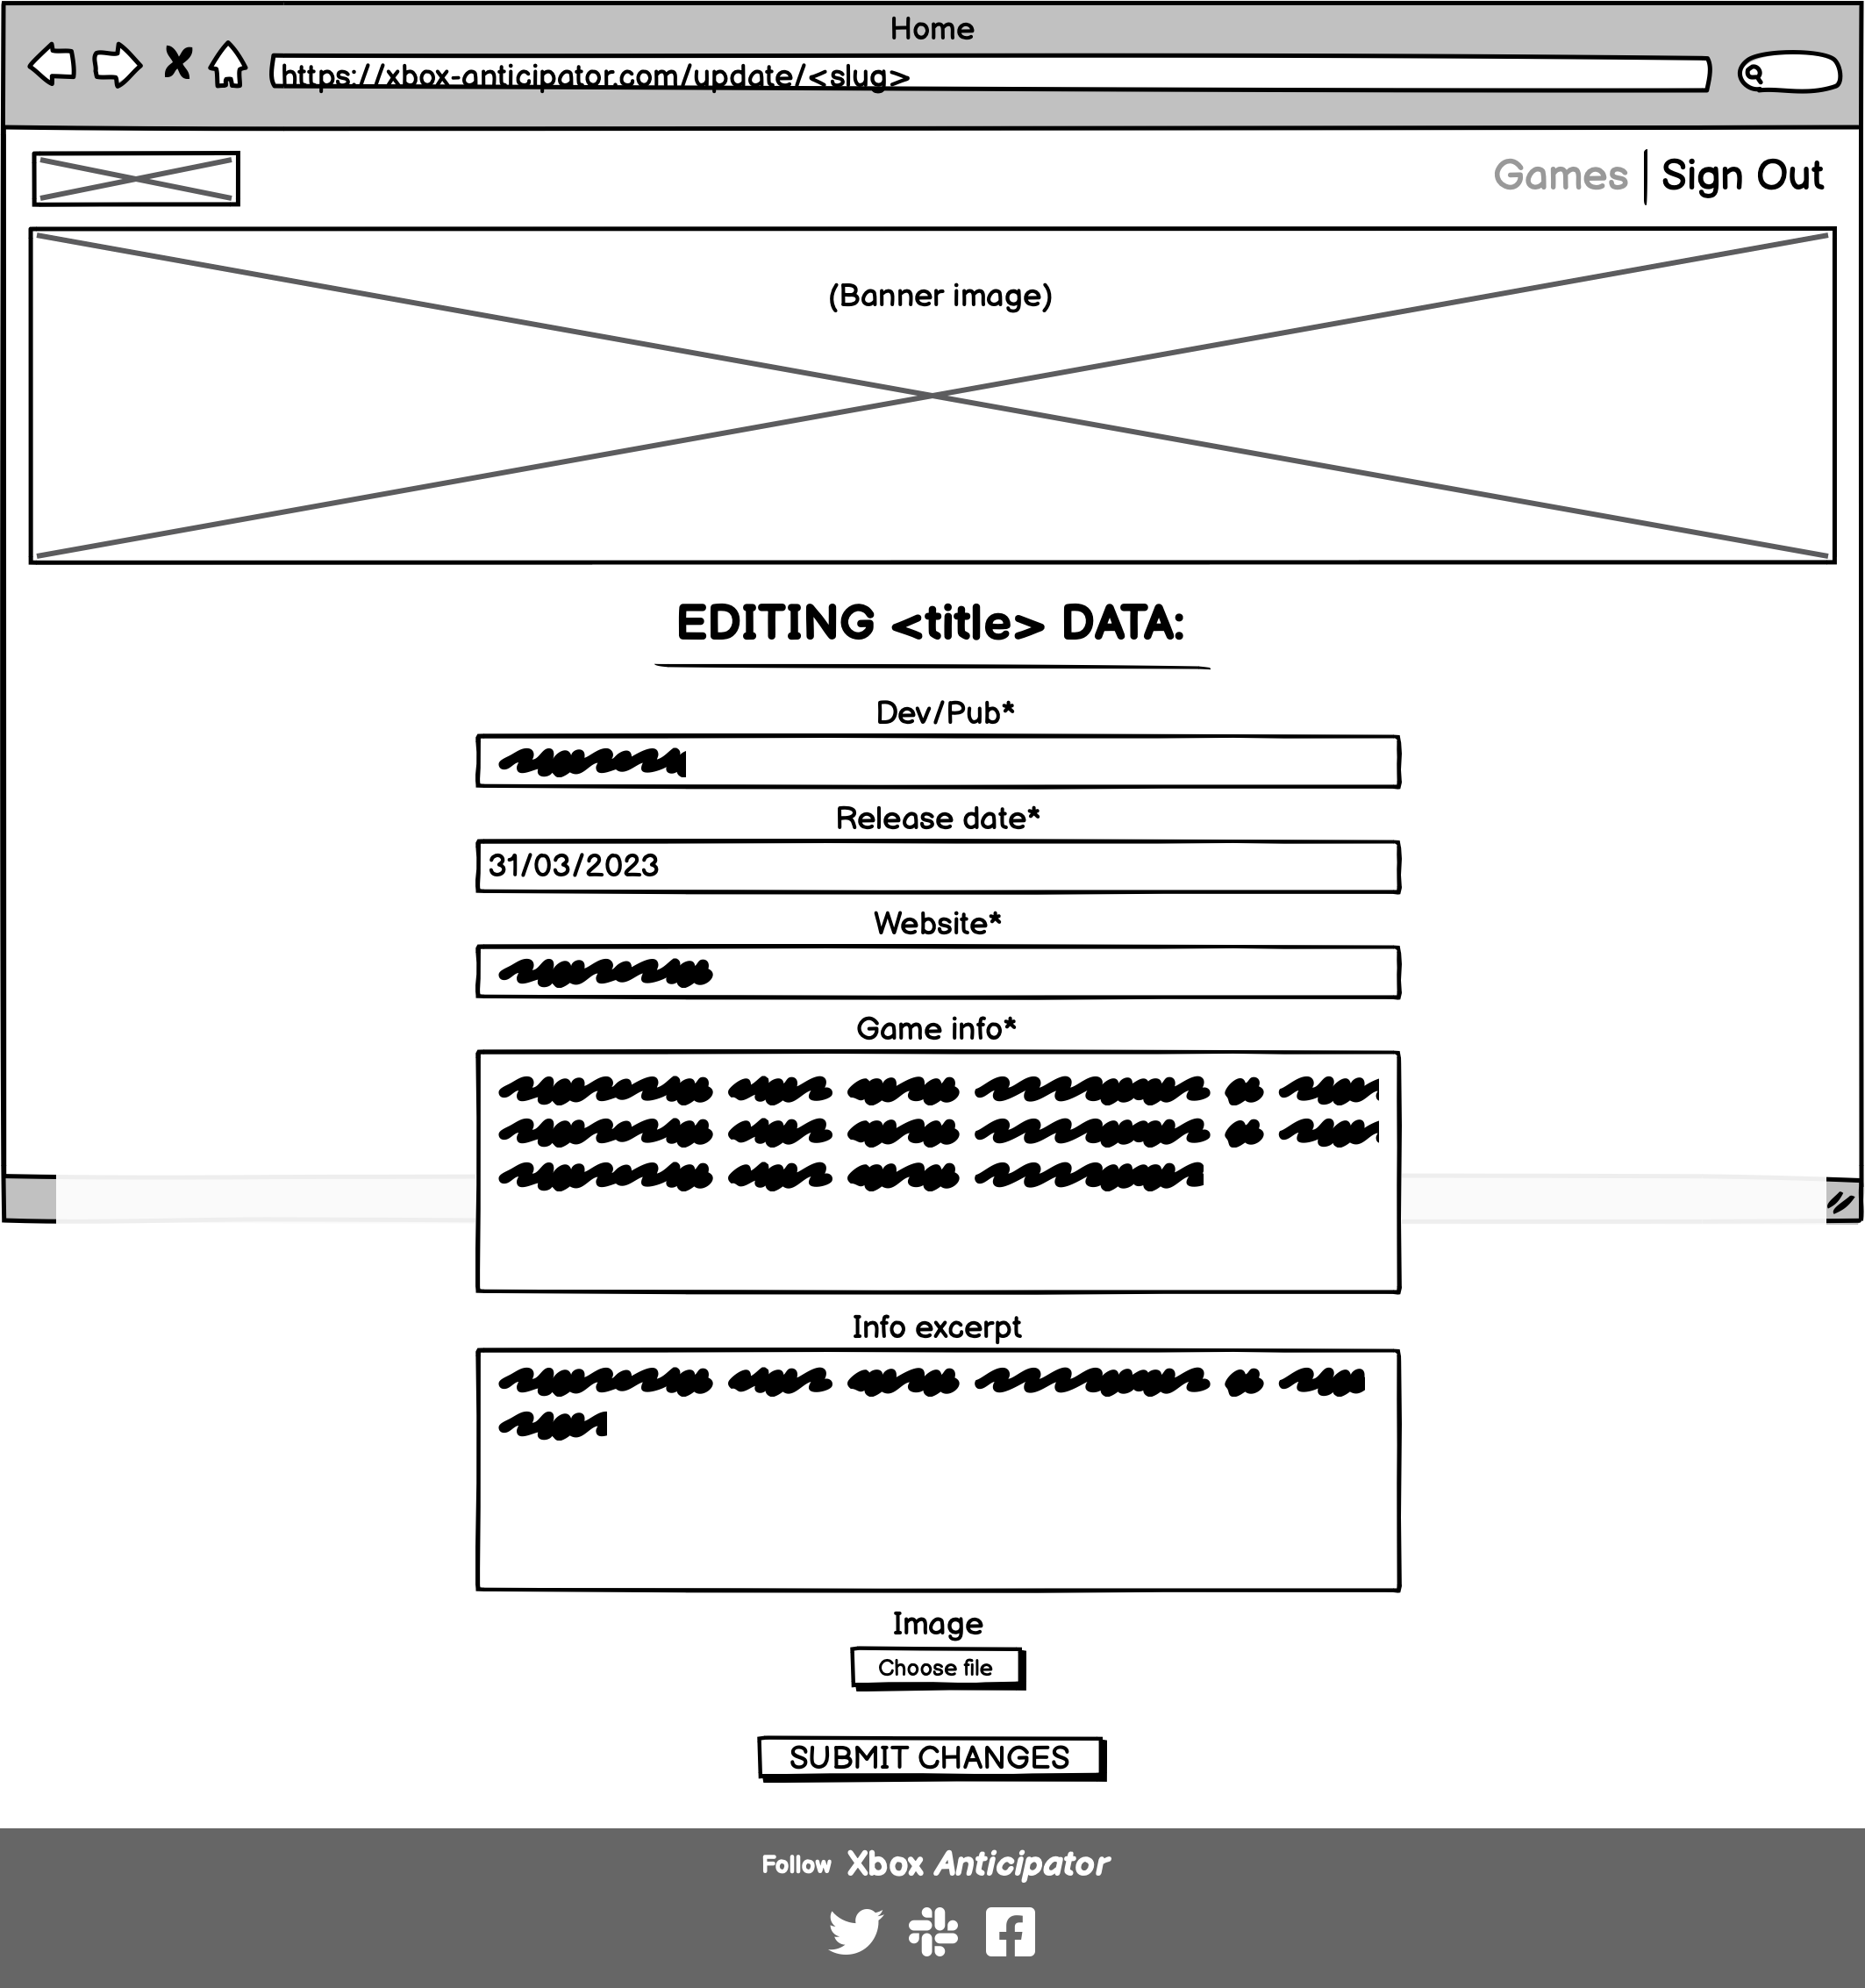 Home
https://xbox-anticipator.com/update/<slug>
Games | Sign Out
(Banner image)
EDITING <title> DATA:
Dev/Pub*
Release date*
31/03/2023
Website*
Game info*
Info excerpt
Image
Choose file
SUBMIT CHANGES
Follow Xbox Anticipator